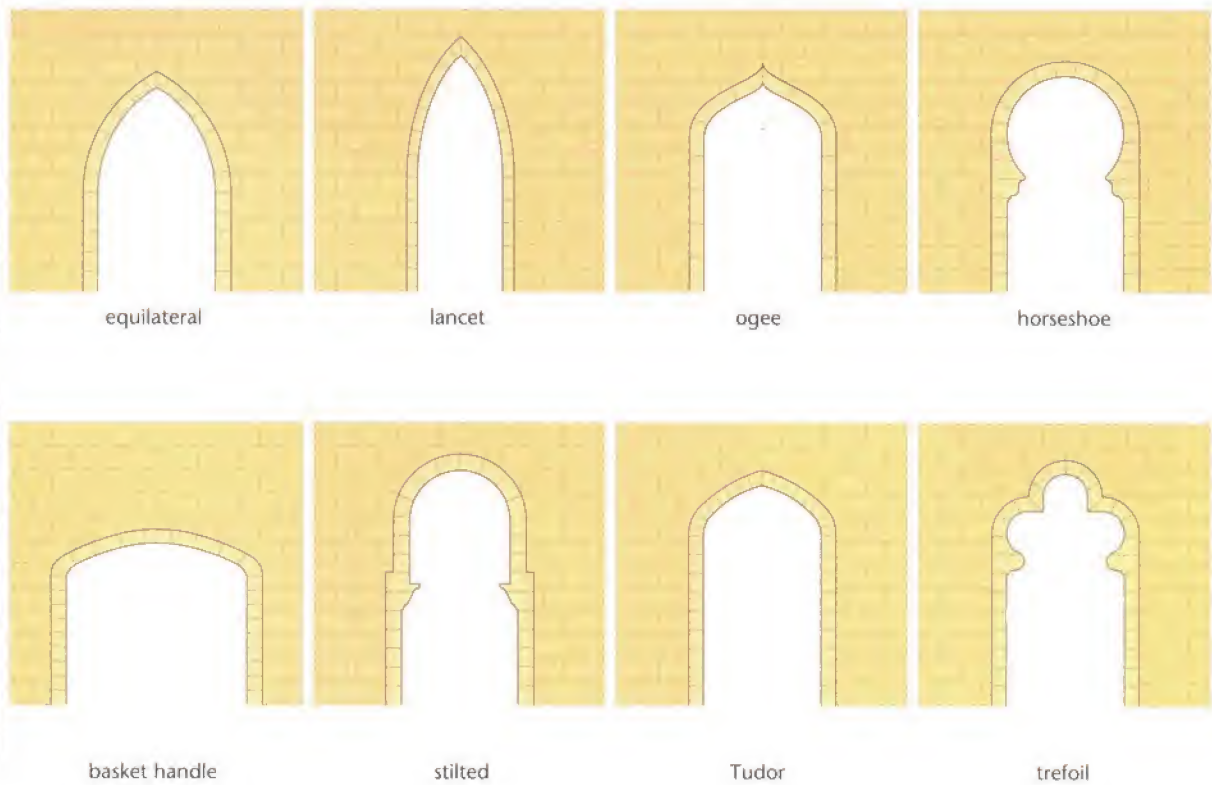 equilateral
lancet
ogee
horseshoe
basket handle
stilted
Tudor
trefoil